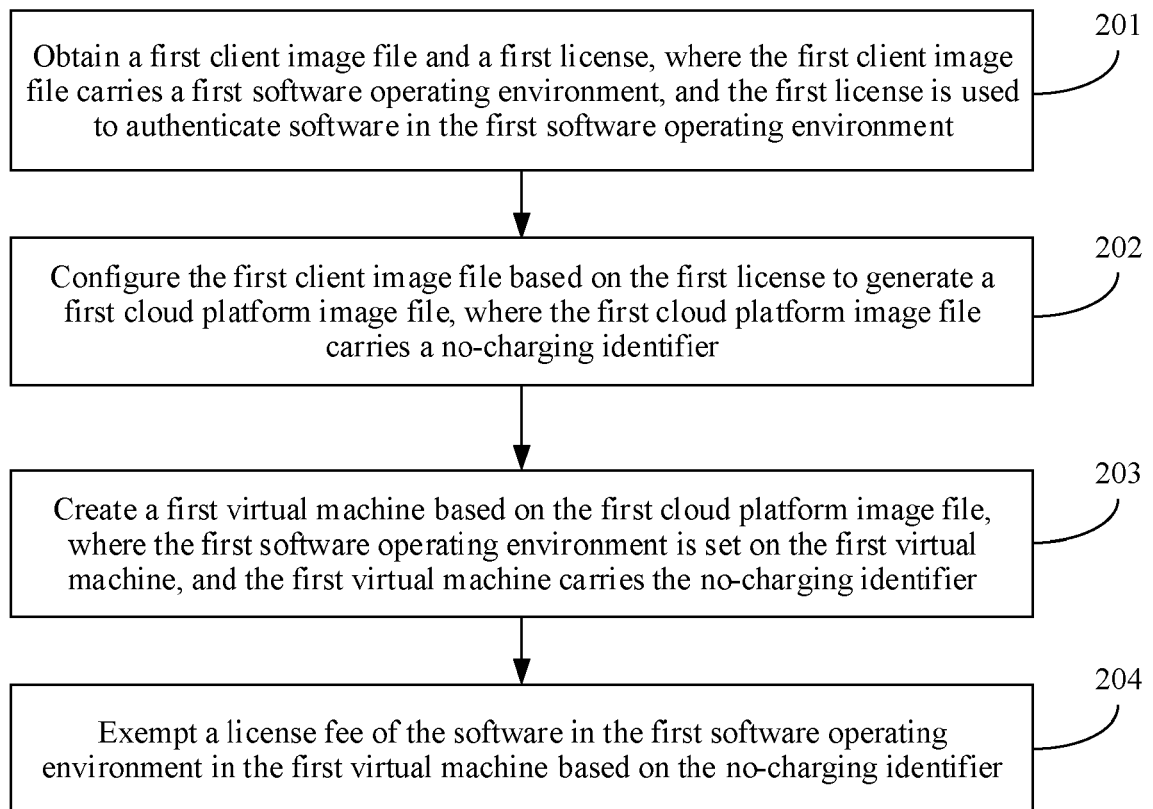 201
Obtain a first client image file and a first license, where the first client image
file carries a first software operating environment, and the first license is used
to authenticate software in the first software operating environment
202
Configure the first client image file based on the first license to generate a
first cloud platform image file, where the first cloud platform image file
carries a no-charging identifier
203
Create a first virtual machine based on the first cloud platform image file,
where the first software operating environment is set on the first virtual
machine, and the first virtual machine carries the no-charging identifier
204
Exempt a license fee of the software in the first software operating
environment in the first virtual machine based on the no-charging identifier